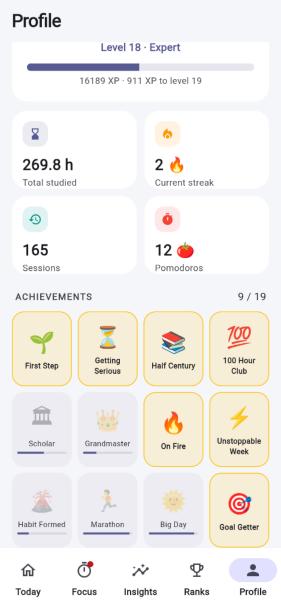 Profile
Level 18 · Expert
16189 XP · 911 XP to level 19
269.8 h
Total studied
2 🔥
Current streak
165
Sessions
12 🍅
Pomodoros
ACHIEVEMENTS 9 / 19
First Step
Getting
Serious
Half Century
100 Hour
Club
Scholar
Grandmaster
On Fire
Unstoppable
Week
Habit Formed
Marathon
Big Day
Goal Getter
Today Focus Insights Ranks Profile